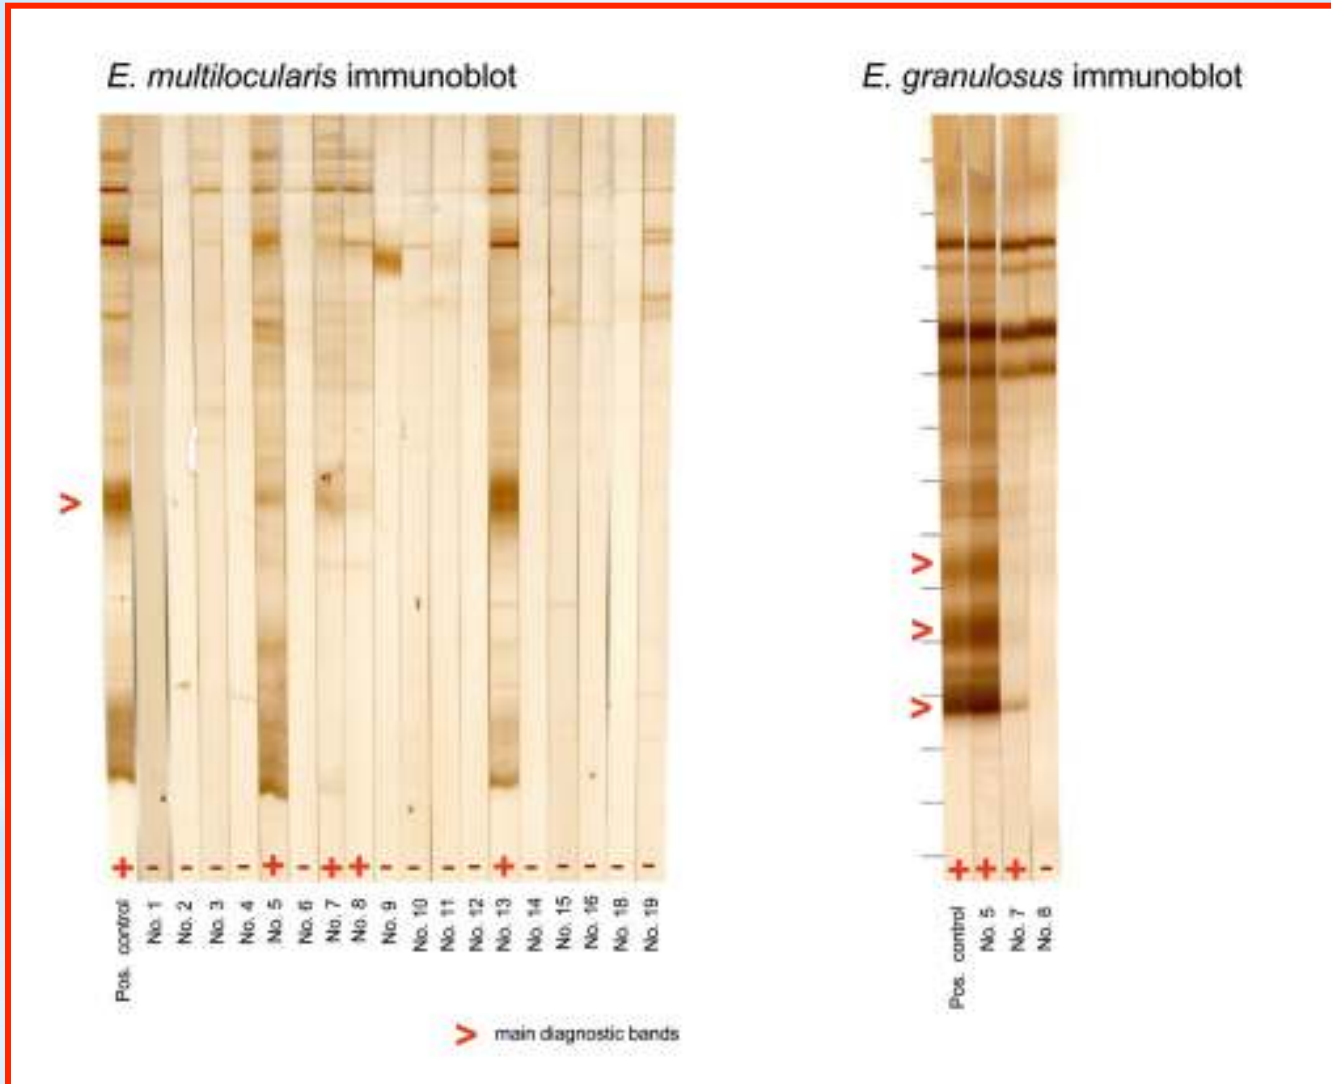 E. multilocularis immunoblot
E. granulosus immunoblot
>
>
>
>
+ - - - - + - + + - - - - + - - - - -
+ + + -
Pos. control
No. 1
No. 2
No. 3
No. 4
No. 5
No. 6
No. 7
No. 8
No. 9
No. 10
No. 11
No. 12
No. 13
No. 14
No. 15
No. 16
No. 18
No. 19
Pos. control
No. 5
No. 7
No. 8
> main diagnostic bands